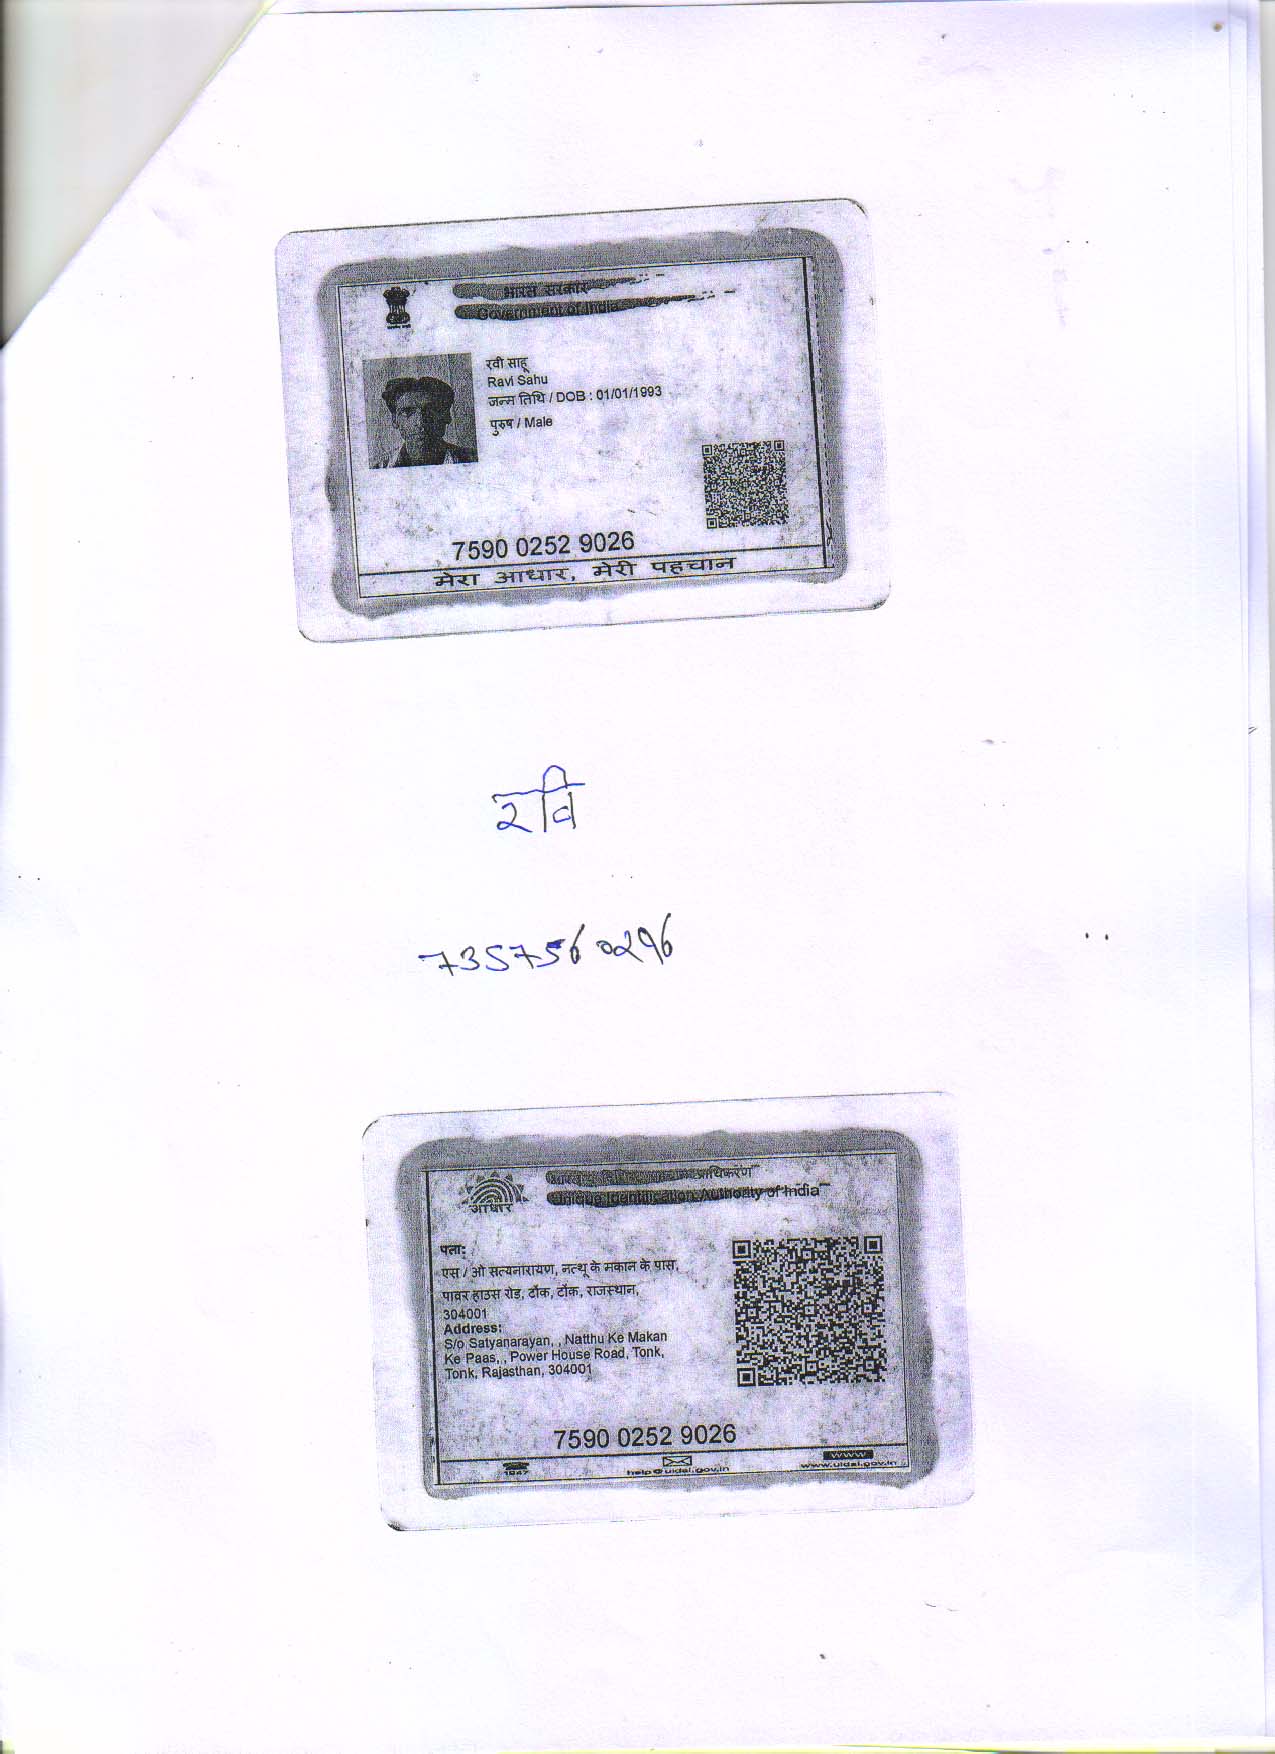 भारत सरकार
Government of India
रवी साहू
Ravi Sahu
जन्म तिथि / DOB : 01/01/1993
पुरुष / Male
7590 0252 9026
मेरा आधार, मेरी पहचान
रवि
7357560296
प्राधिकरण
Unique Identification Authority of India
आधार
पता:
एस / ओ सत्यनारायण, नत्थू के मकान के पास,
पावर हाउस रोड, टोंक, टोंक, राजस्थान,
304001
Address:
S/o Satyanarayan, , Natthu Ke Makan
Ke Paas, , Power House Road, Tonk,
Tonk, Rajasthan, 304001
7590 0252 9026
1947
help@uidai.gov.in
WWW
www.uidai.gov.in